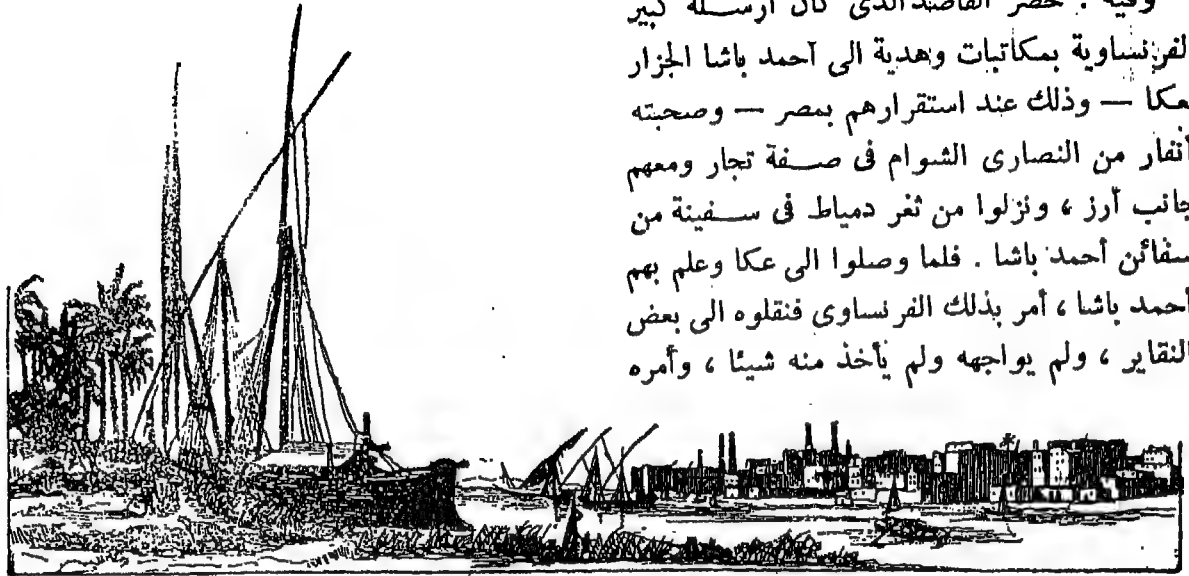 وفيه : حضر القاصد الذى كان أرسله كبير
الفرنساوية بمكاتبات وهدية الى أحمد باشا الجزار
بعكا — وذلك عند استقرارهم بمصر — وصحبته
أنفار من النصارى الشوام فى صفة تجار ومعهم
جانب أرز ، ونزلوا من ثغر دمياط فى سفينة من
سفائن أحمد باشا . فلما وصلوا الى عكا وعلم بهم
أحمد باشا ، أمر بذلك الفرنساوى فنقلوه الى بعض
النقاير ، ولم يواجهه ولم يأخذ منه شيئا ، وأمره